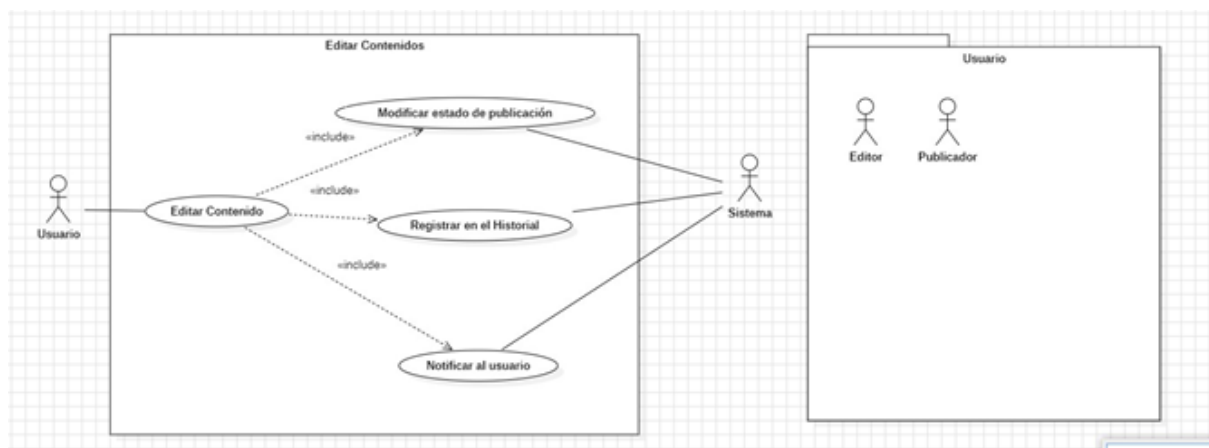 Editar Contenidos
Usuario
Modificar estado de publicación
«include»
Editor
Publicador
«include»
Editar Contenido
Sistema
Registrar en el Historial
Usuario
«include»
Notificar al usuario